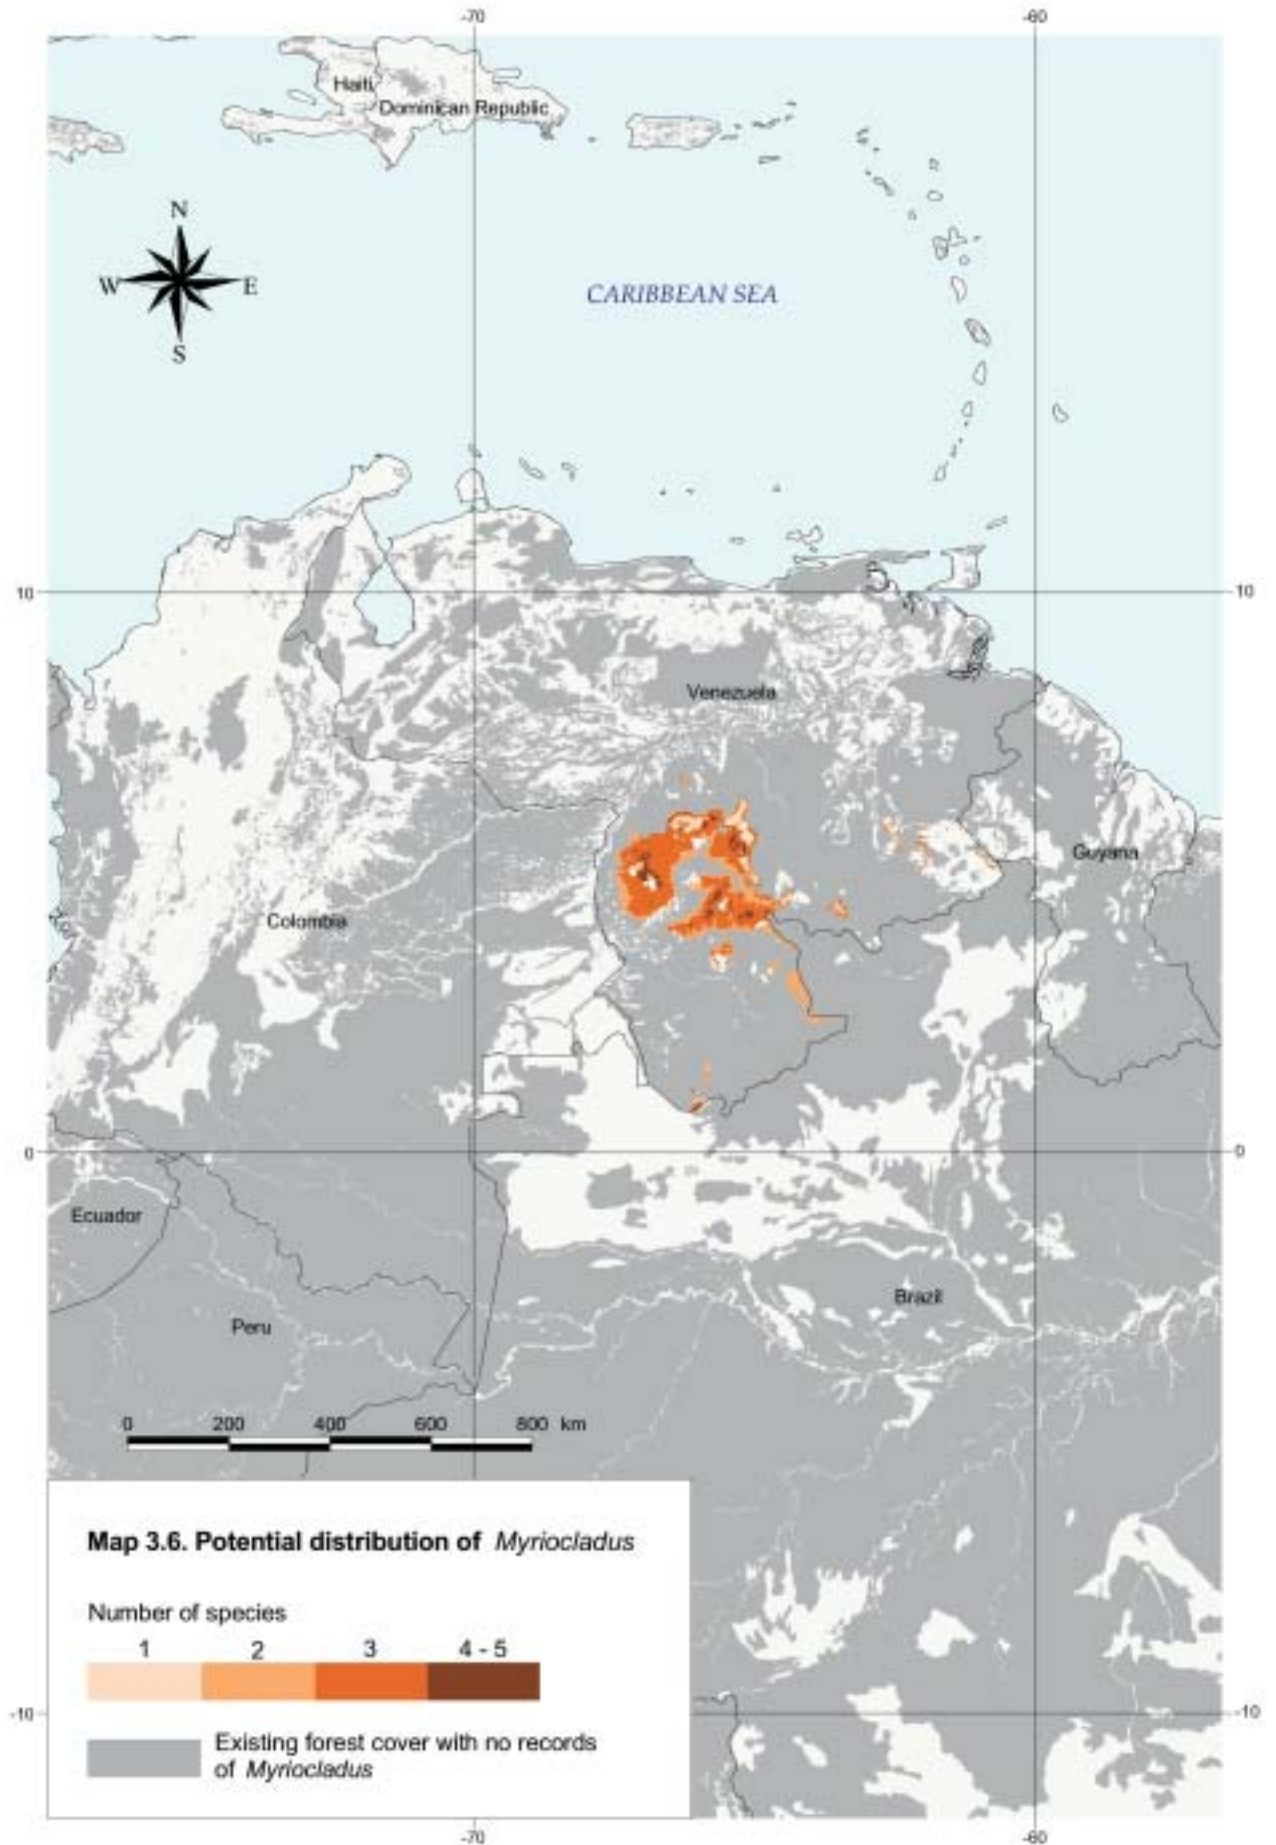 -70
-60
Haiti
Dominican Republic
N
W
E
S
CARIBBEAN SEA
10
10
Venezuela
Guyana
Colombia
0
0
Ecuador
Brazil
Peru
0 200 400 600 800 km
Map 3.6. Potential distribution of Myriocladus
Number of species
1 2 3 4 - 5
Existing forest cover with no records
of Myriocladus
-10
-10
-70
-60